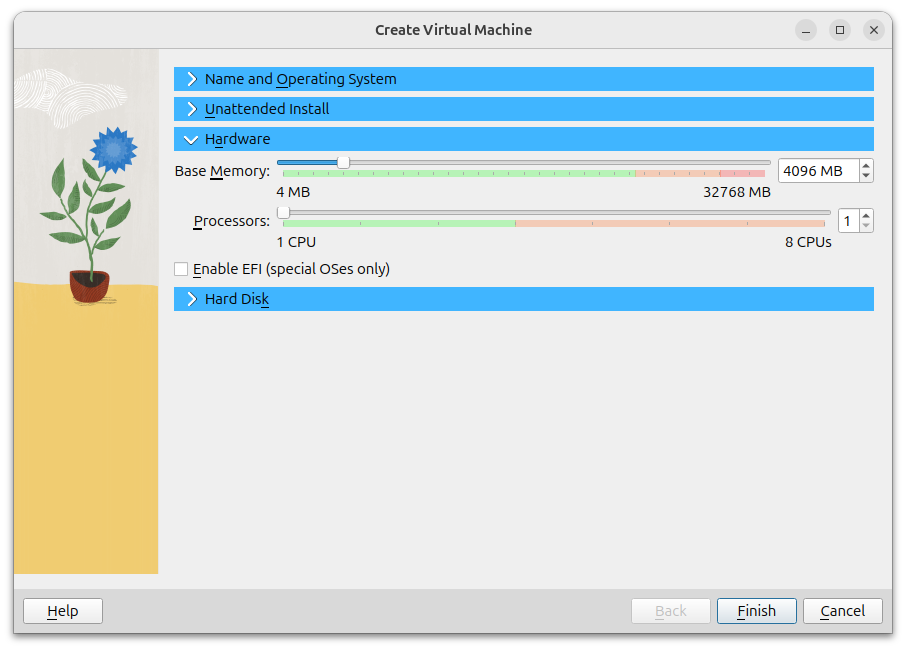 Create Virtual Machine
Name and Operating System
Unattended Install
Hardware
Base Memory: 4096 MB
4 MB 32768 MB
Processors: 1
1 CPU 8 CPUs
Enable EFI (special OSes only)
Hard Disk
Help Back Finish Cancel